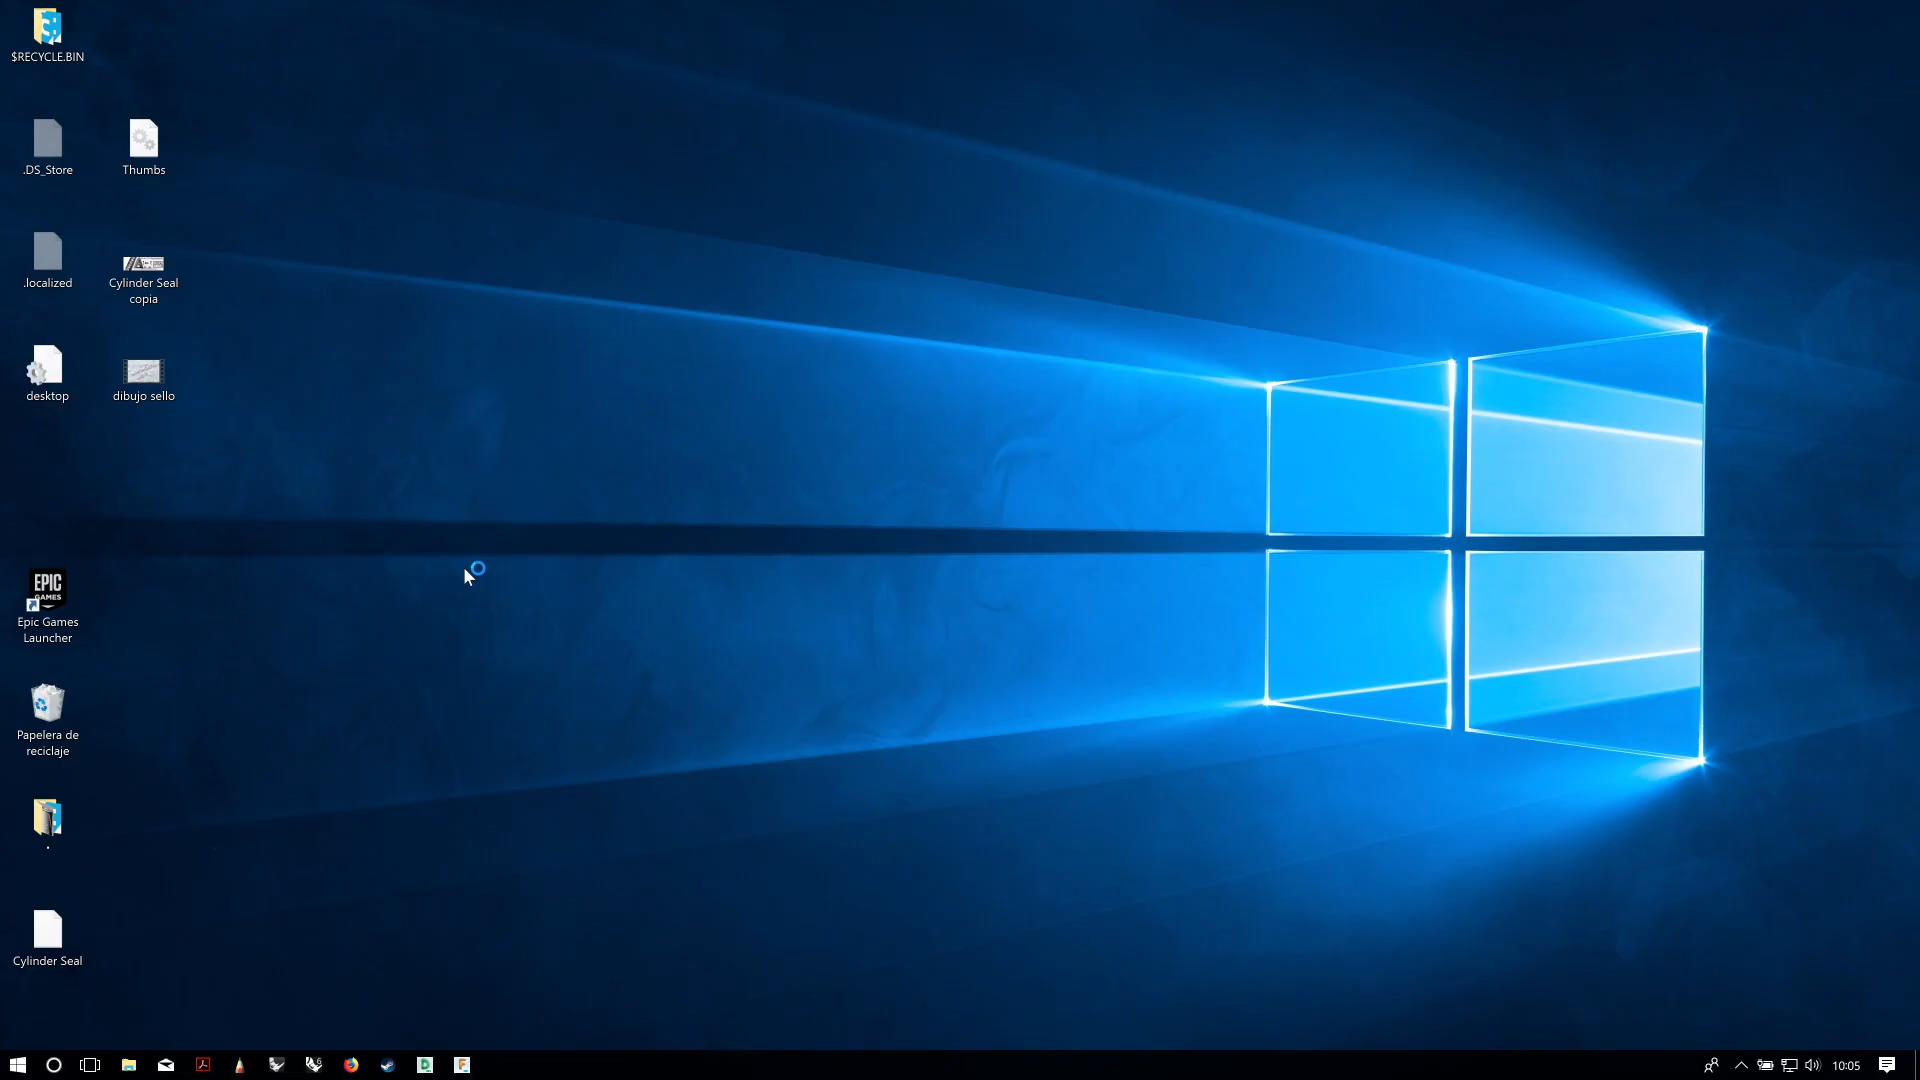 $RECYCLE.BIN
.DS_Store
Thumbs
.localized
Cylinder Seal
copia
desktop
dibujo sello
EPIC
GAMES
Epic Games
Launcher
Papelera de
reciclaje
.
Cylinder Seal
6
D
F
10:05